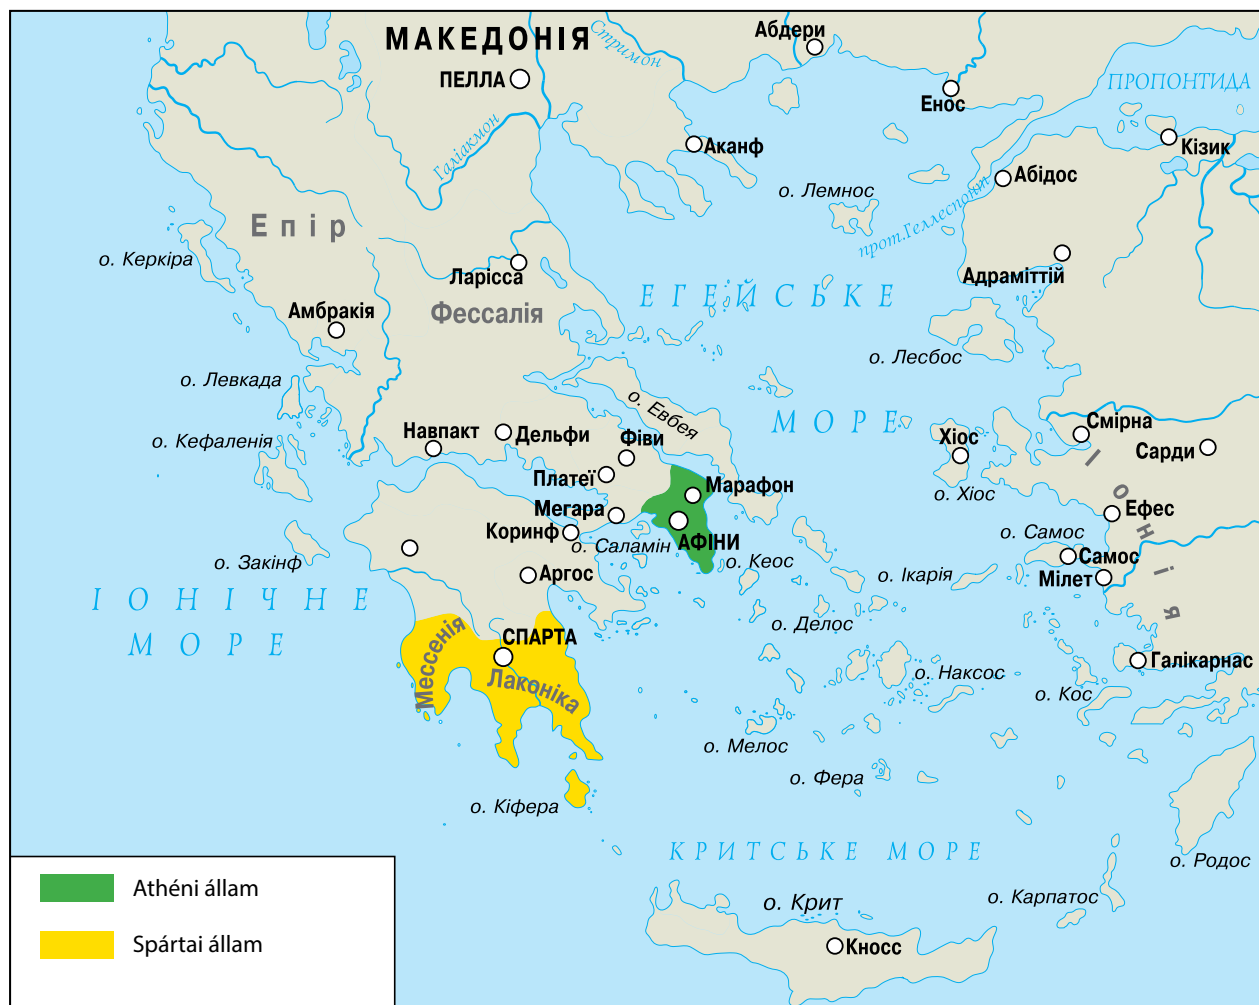 МАКЕДОНІЯ
ПЕЛЛА
Стримон
Абдери
Енос
ПРОПОНТИДА
Кізик
Галіакмон
Аканф
о. Лемнос
Абідос
прот.Геллеспонт
Епір
о. Керкіра
Ларісса
Фессалія
Адраміттій
ЕГЕЙСЬКЕ
МОРЕ
Амбракія
о. Лесбос
о. Левкада
о. Евбея
о. Кефаленія
Навпакт
Дельфи
Фіви
Платеї
Марафон
Мегара
Коринф
о. Саламін
АФІНИ
Хіос
о. Хіос
Смірна
Сарди
Іонія
Ефес
о. Самос
Самос
Мілет
о. Закінф
Аргос
о. Кеос
о. Ікарія
ІОНІЧНЕ
МОРЕ
о. Делос
СПАРТА
Мессенія
Лаконіка
Галікарнас
о. Наксос
о. Кос
о. Мелос
о. Фера
о. Кіфера
КРИТСЬКЕ МОРЕ
о. Родос
о. Карпатос
о. Крит
Кносс
Athéni állam
Spártai állam